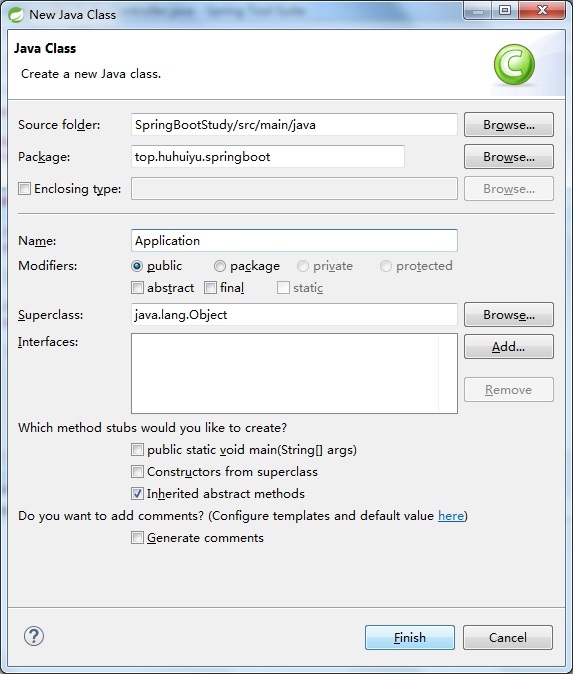 New Java Class
Java Class
Create a new Java class.
Source folder: SpringBootStudy/src/main/java Browse...
Package: top.huhuiyu.springboot Browse...
Enclosing type: Browse...
Name: Application
Modifiers: public package private protected
abstract final static
Superclass: java.lang.Object Browse...
Interfaces: Add...
Remove
Which method stubs would you like to create?
public static void main(String[] args)
Constructors from superclass
Inherited abstract methods
Do you want to add comments? (Configure templates and default value here)
Generate comments
? Finish Cancel